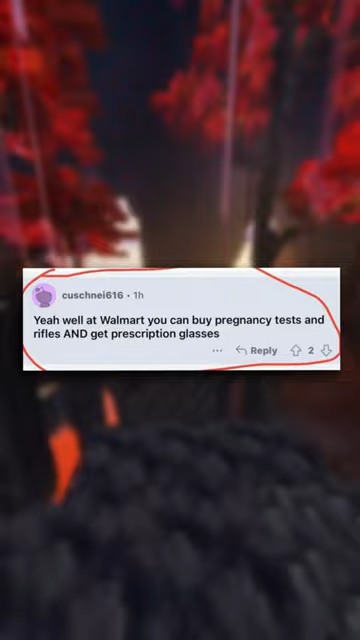 cuschnei616 • 1h
Yeah well at Walmart you can buy pregnancy tests and
rifles AND get prescription glasses
... Reply 2